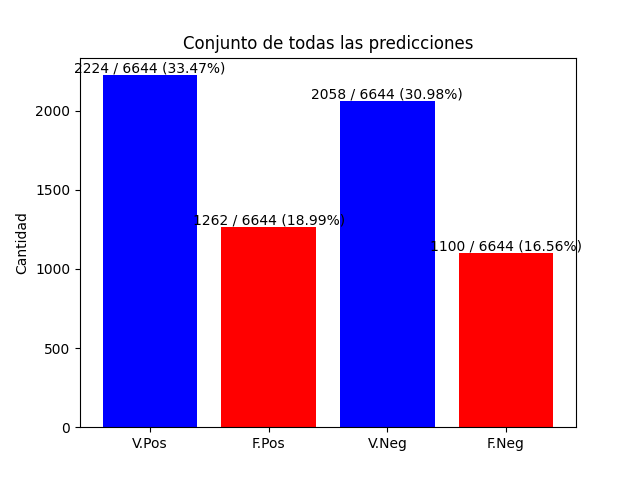 Conjunto de todas las predicciones
2224 / 6644 (33.47%)
2058 / 6644 (30.98%)
1262 / 6644 (18.99%)
1100 / 6644 (16.56%)
Cantidad
2000
1500
1000
500
0
V.Pos
F.Pos
V.Neg
F.Neg